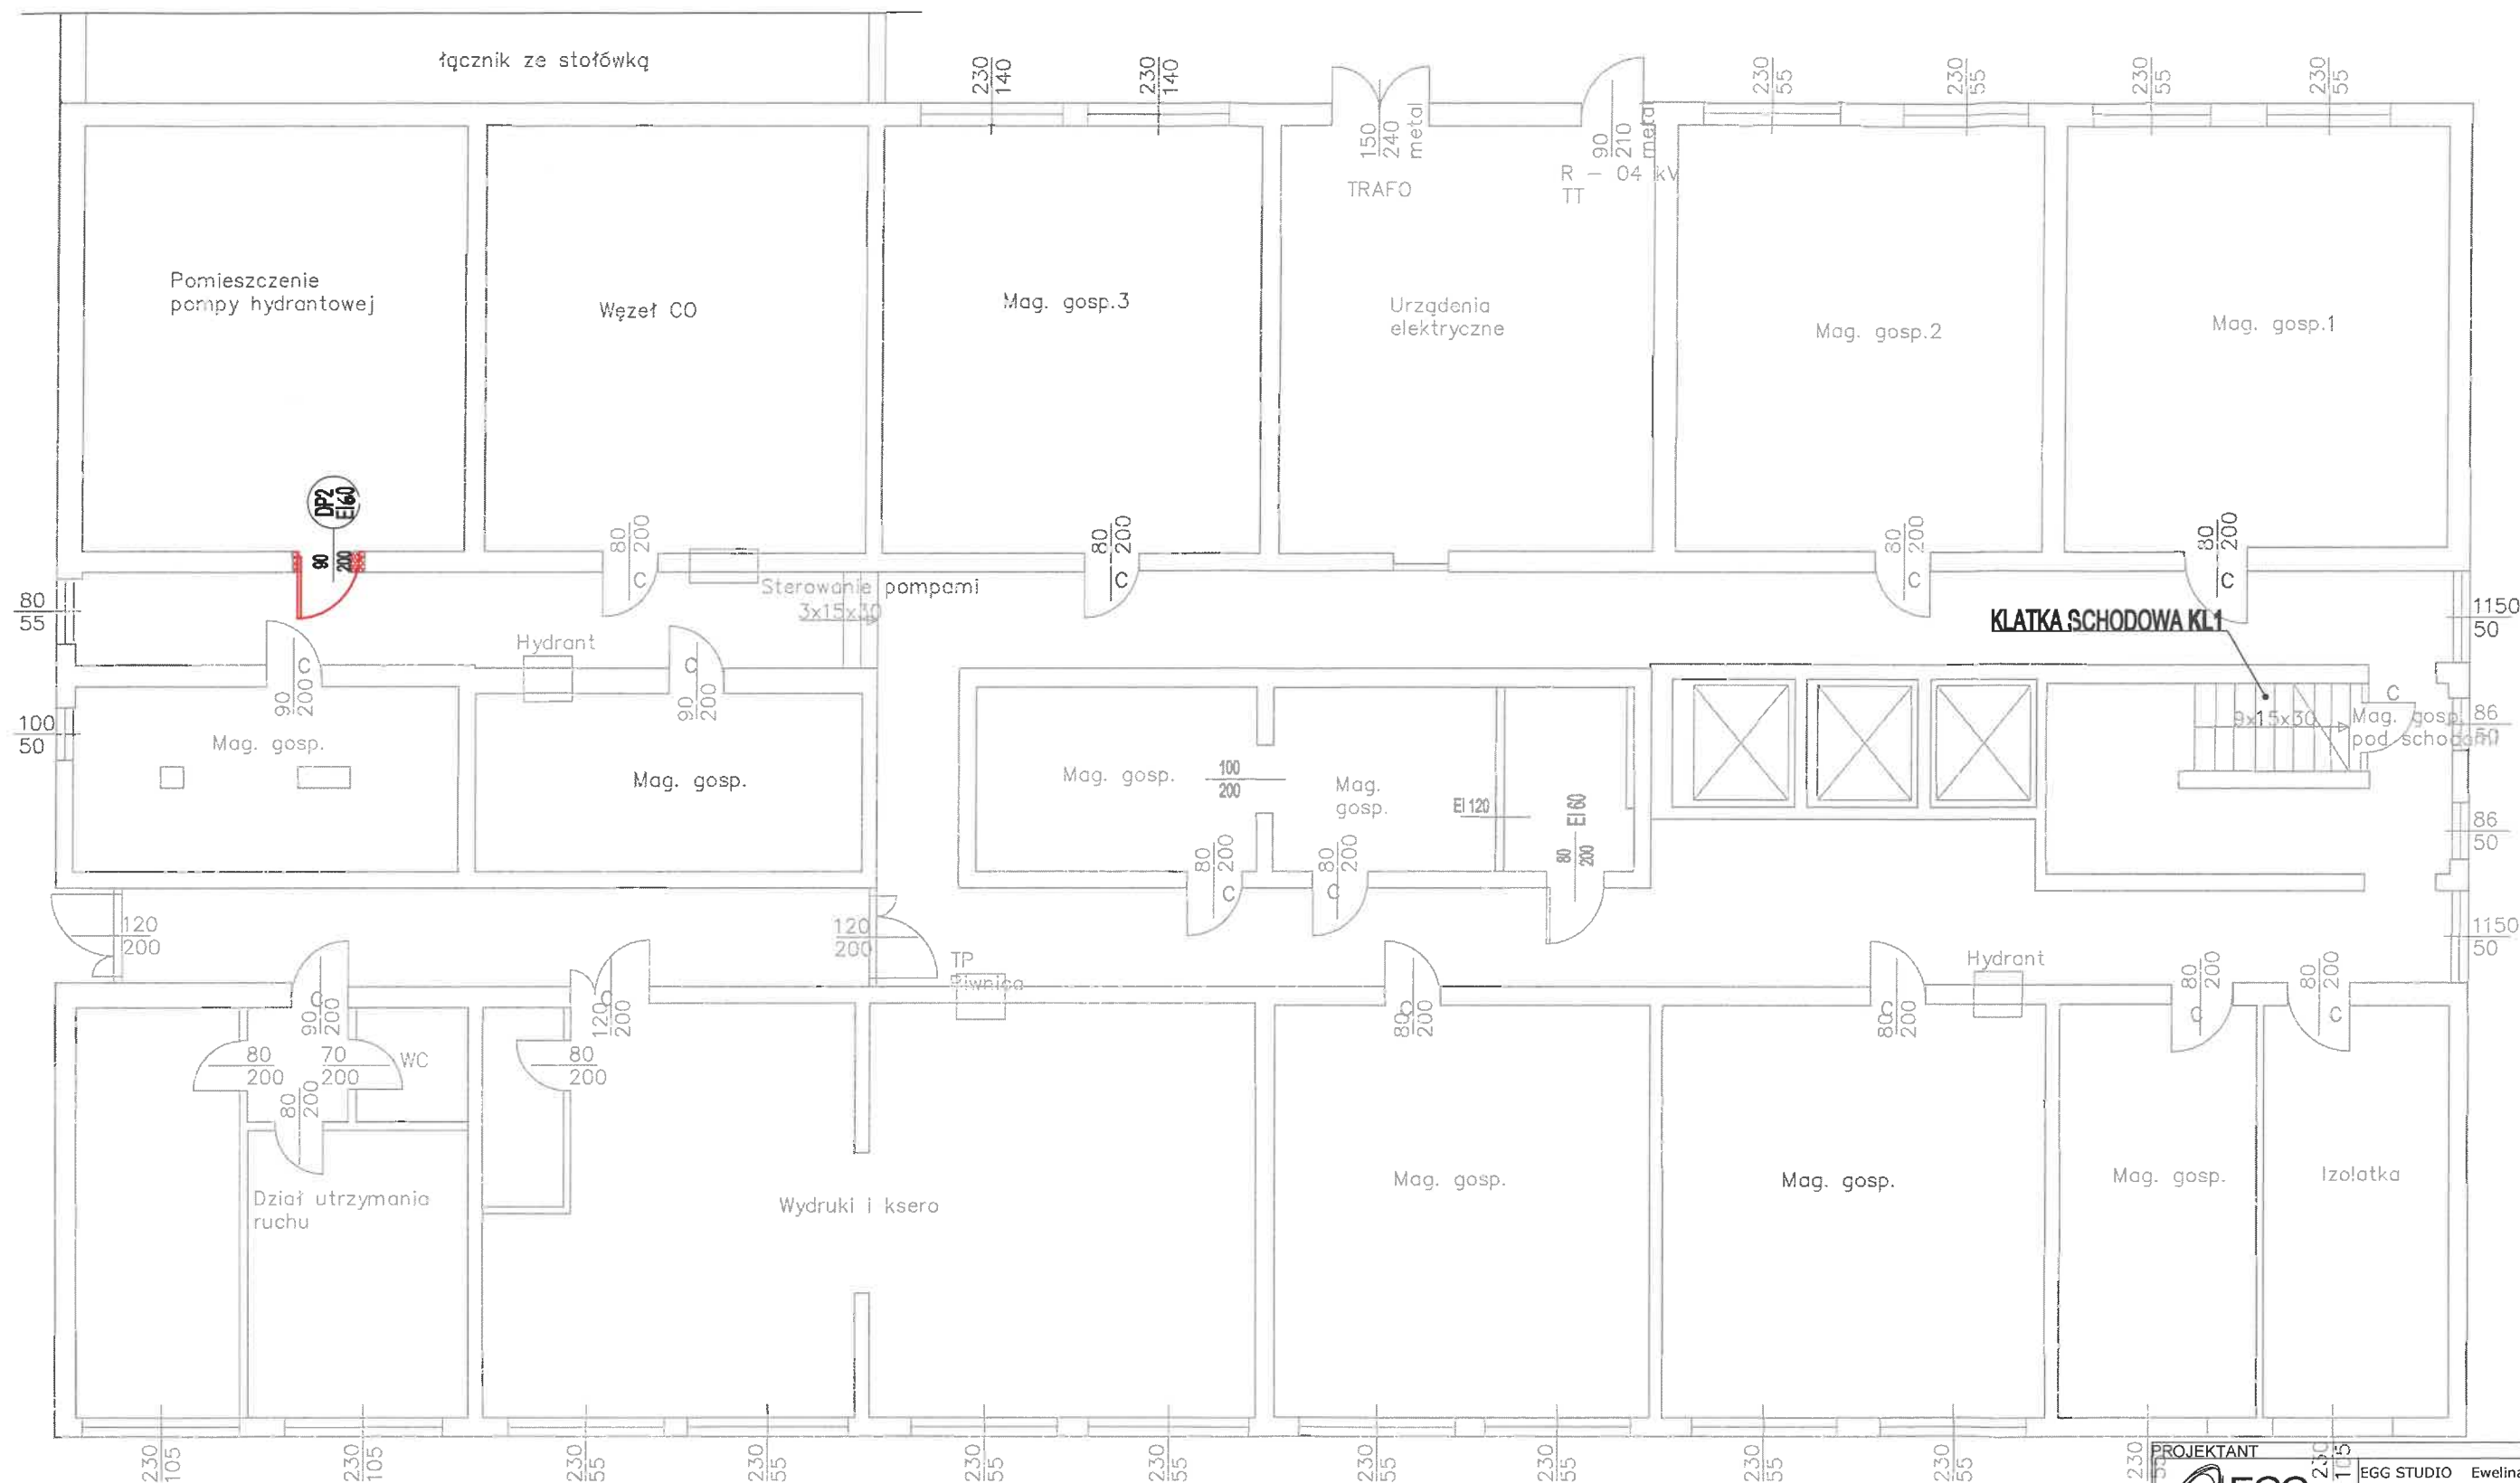 łącznik ze stołówką
230
140
230
140
150
240
metal
90
210
metal
230
55
230
55
230
55
230
55
TRAFO
R – 04 kV
TT
Pomieszczenie
pompy hydrantowej
Węzeł CO
Mag. gosp.3
Urządenia
elektryczne
Mag. gosp.2
Mag. gosp.1
DP2
EI60
90
200
80
200
C
80
200
C
80
200
C
80
200
C
Sterowanie pompami
3x15x30
80
55
1150
50
KLATKA SCHODOWA KL1
Hydrant
C
90
200
C
90
200
100
50
Mag. gosp.
Mag. gosp.
Mag. gosp.
100
200
Mag.
gosp.
EI 120
EI 60
80
200
9x15x30
C
Mag. gosp.
pod schodami
86
50
86
50
80
200
C
80
200
C
120
200
120
200
1150
50
TP
Piwnica
Hydrant
C
90
200
C
120
200
C
80
200
C
80
200
80
200
C
80
200
C
80
200
70
200
WC
80
200
80
200
Dział utrzymania
ruchu
Wydruki i ksero
Mag. gosp.
Mag. gosp.
Mag. gosp.
Izolatka
230
105
230
105
230
55
230
55
230
55
230
55
230
55
230
55
230
55
230
55
230
55
230
105
PROJEKTANT
EGG
EGG STUDIO